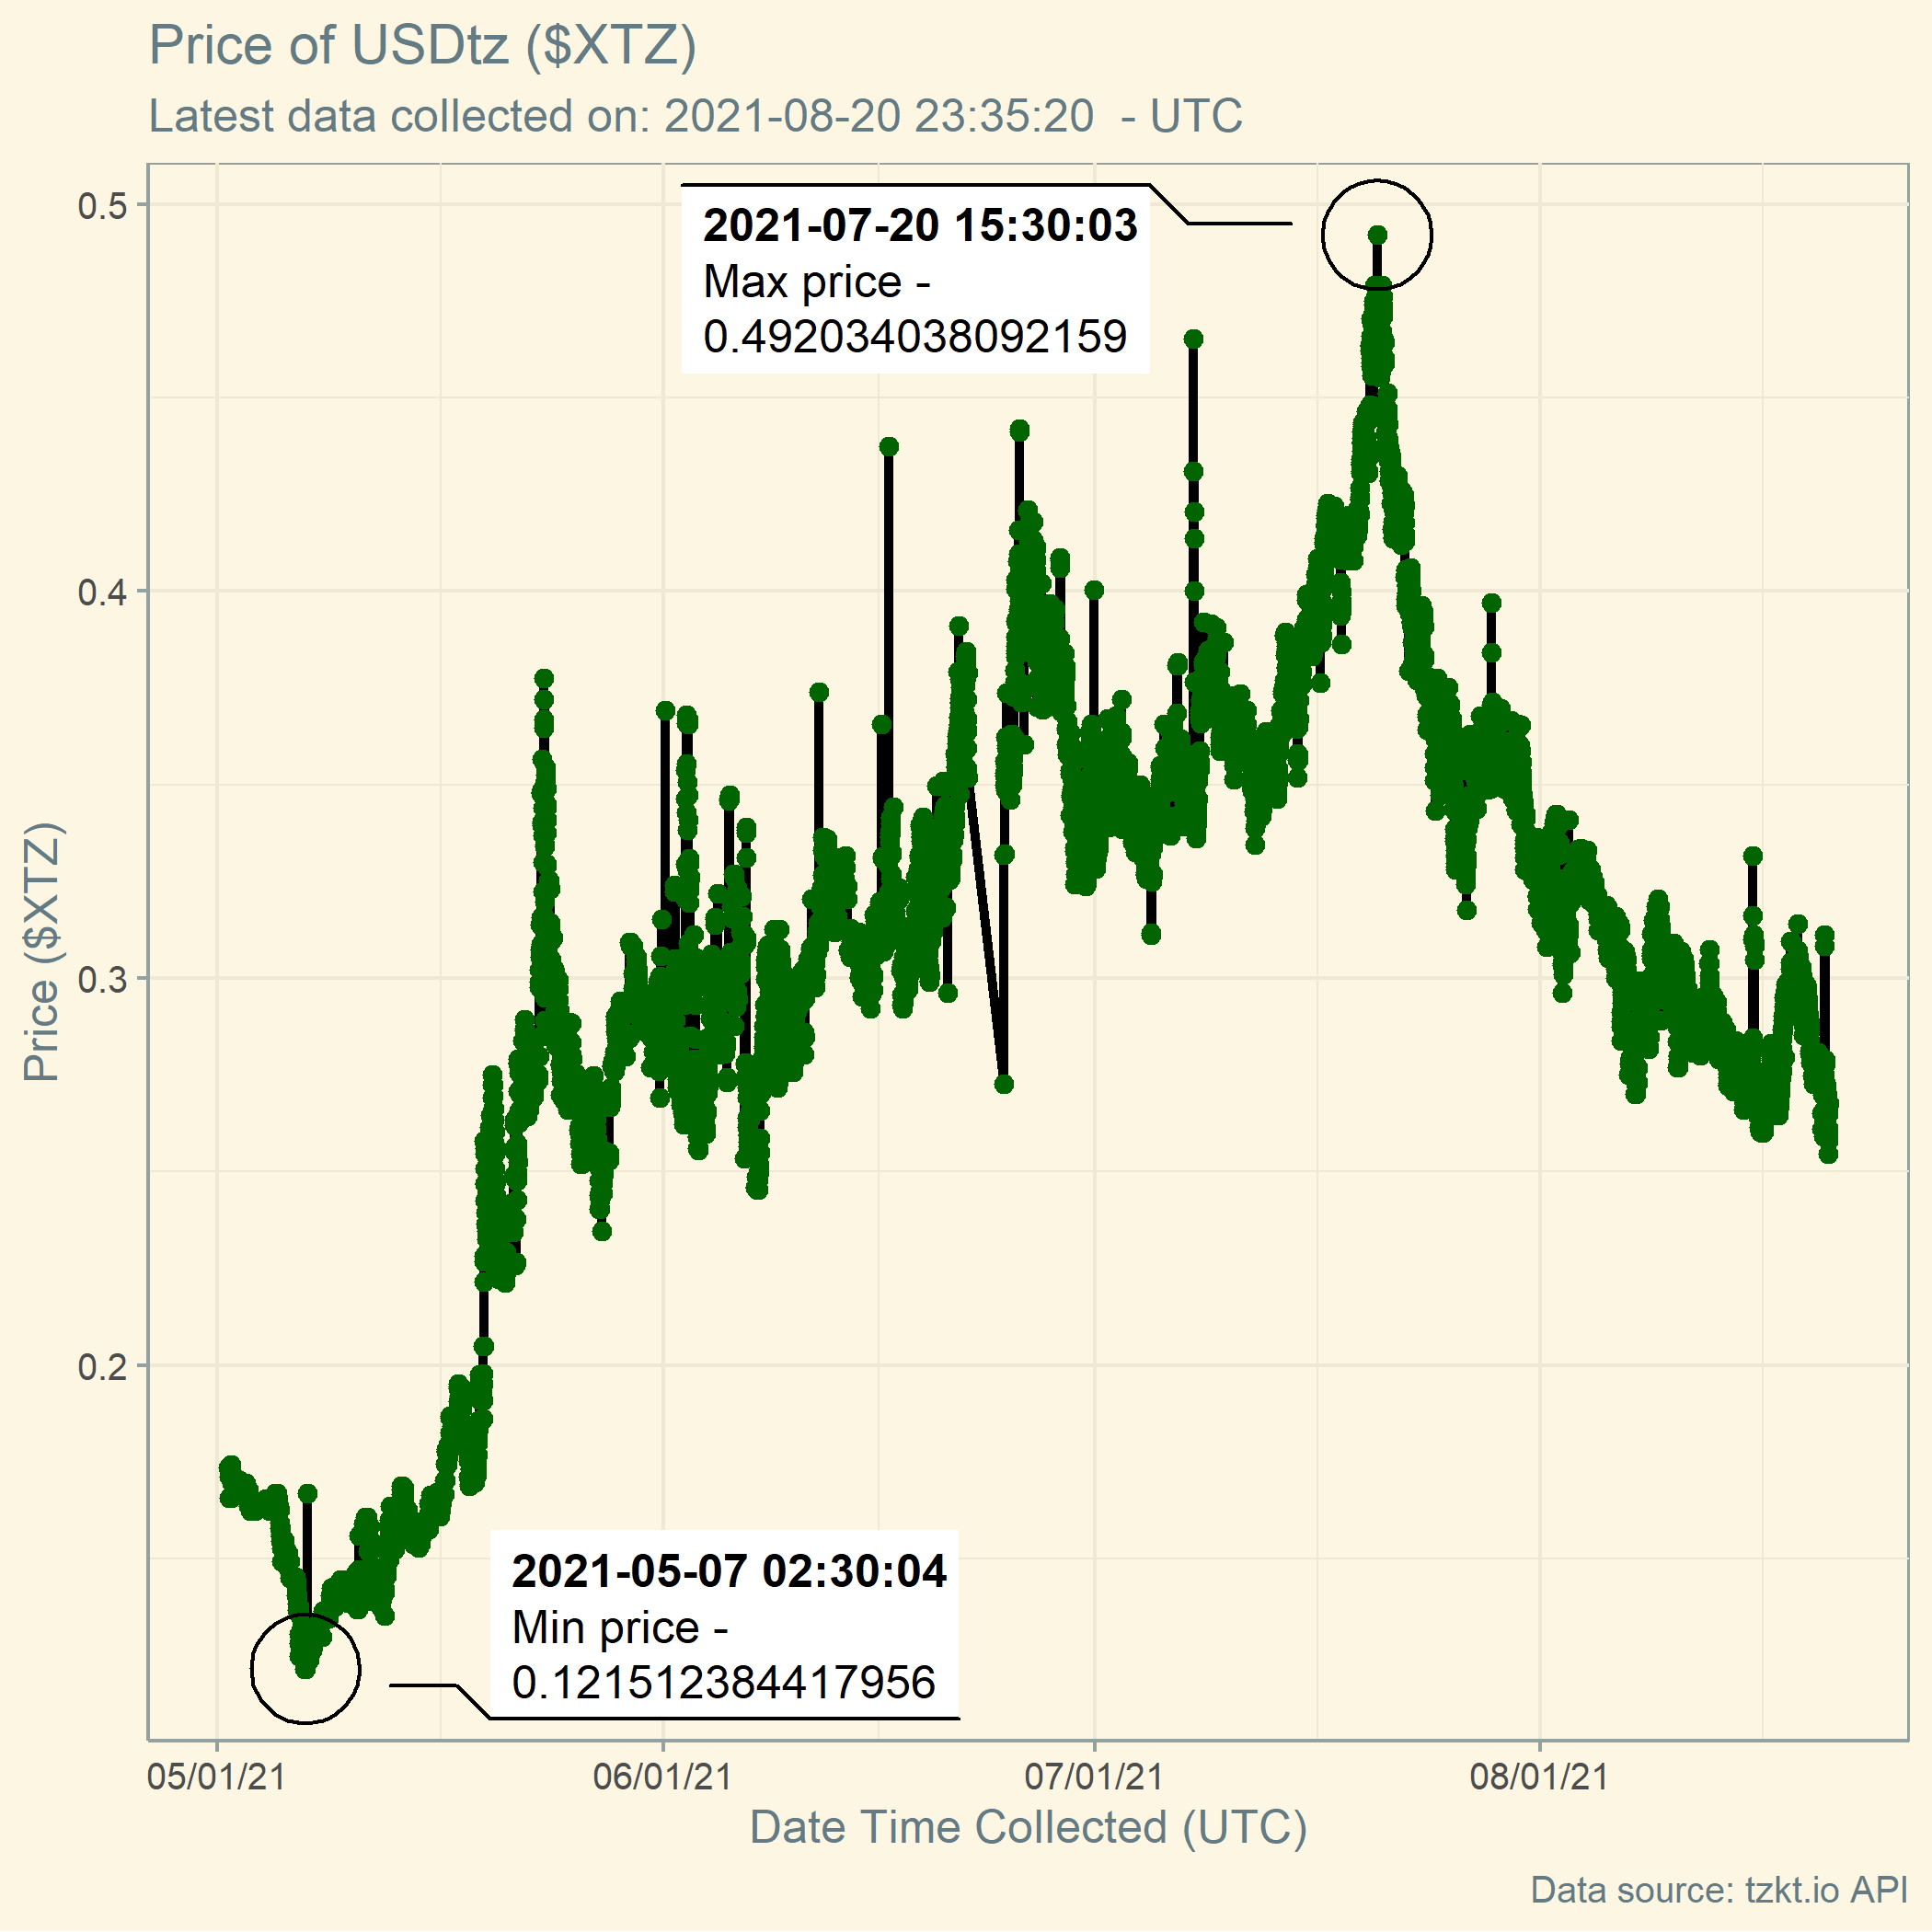 Price of USDtz ($XTZ)
Latest data collected on: 2021-08-20 23:35:20  - UTC
2021-07-20 15:30:03
Max price -
0.492034038092159
0.5
0.4
0.3
0.2
Price ($XTZ)
2021-05-07 02:30:04
Min price -
0.121512384417956
05/01/21
06/01/21
07/01/21
08/01/21
Date Time Collected (UTC)
Data source: tzkt.io API